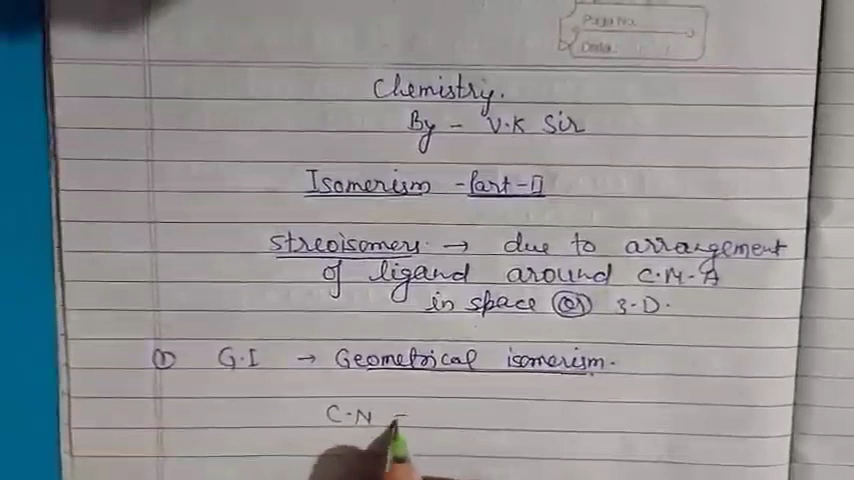 Page No.
Date
Chemistry.
By - V.K Sir
Isomerism - Part - II
streoisomers → due to arrangement
of ligand around C.M.A
in space or 3-D.
① G.I → Geometrical isomerism.
C-N -